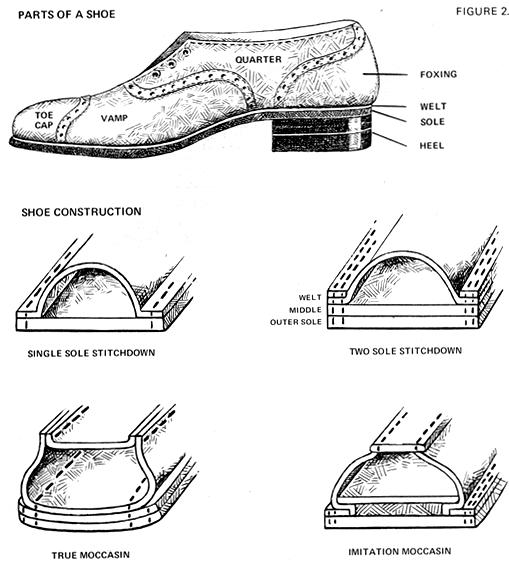 PARTS OF A SHOE
FIGURE 2.
QUARTER
FOXING
TOE
CAP
VAMP
WELT
SOLE
HEEL
SHOE CONSTRUCTION
WELT
MIDDLE
OUTER SOLE
SINGLE SOLE STITCHDOWN
TWO SOLE STITCHDOWN
TRUE MOCCASIN
IMITATION MOCCASIN